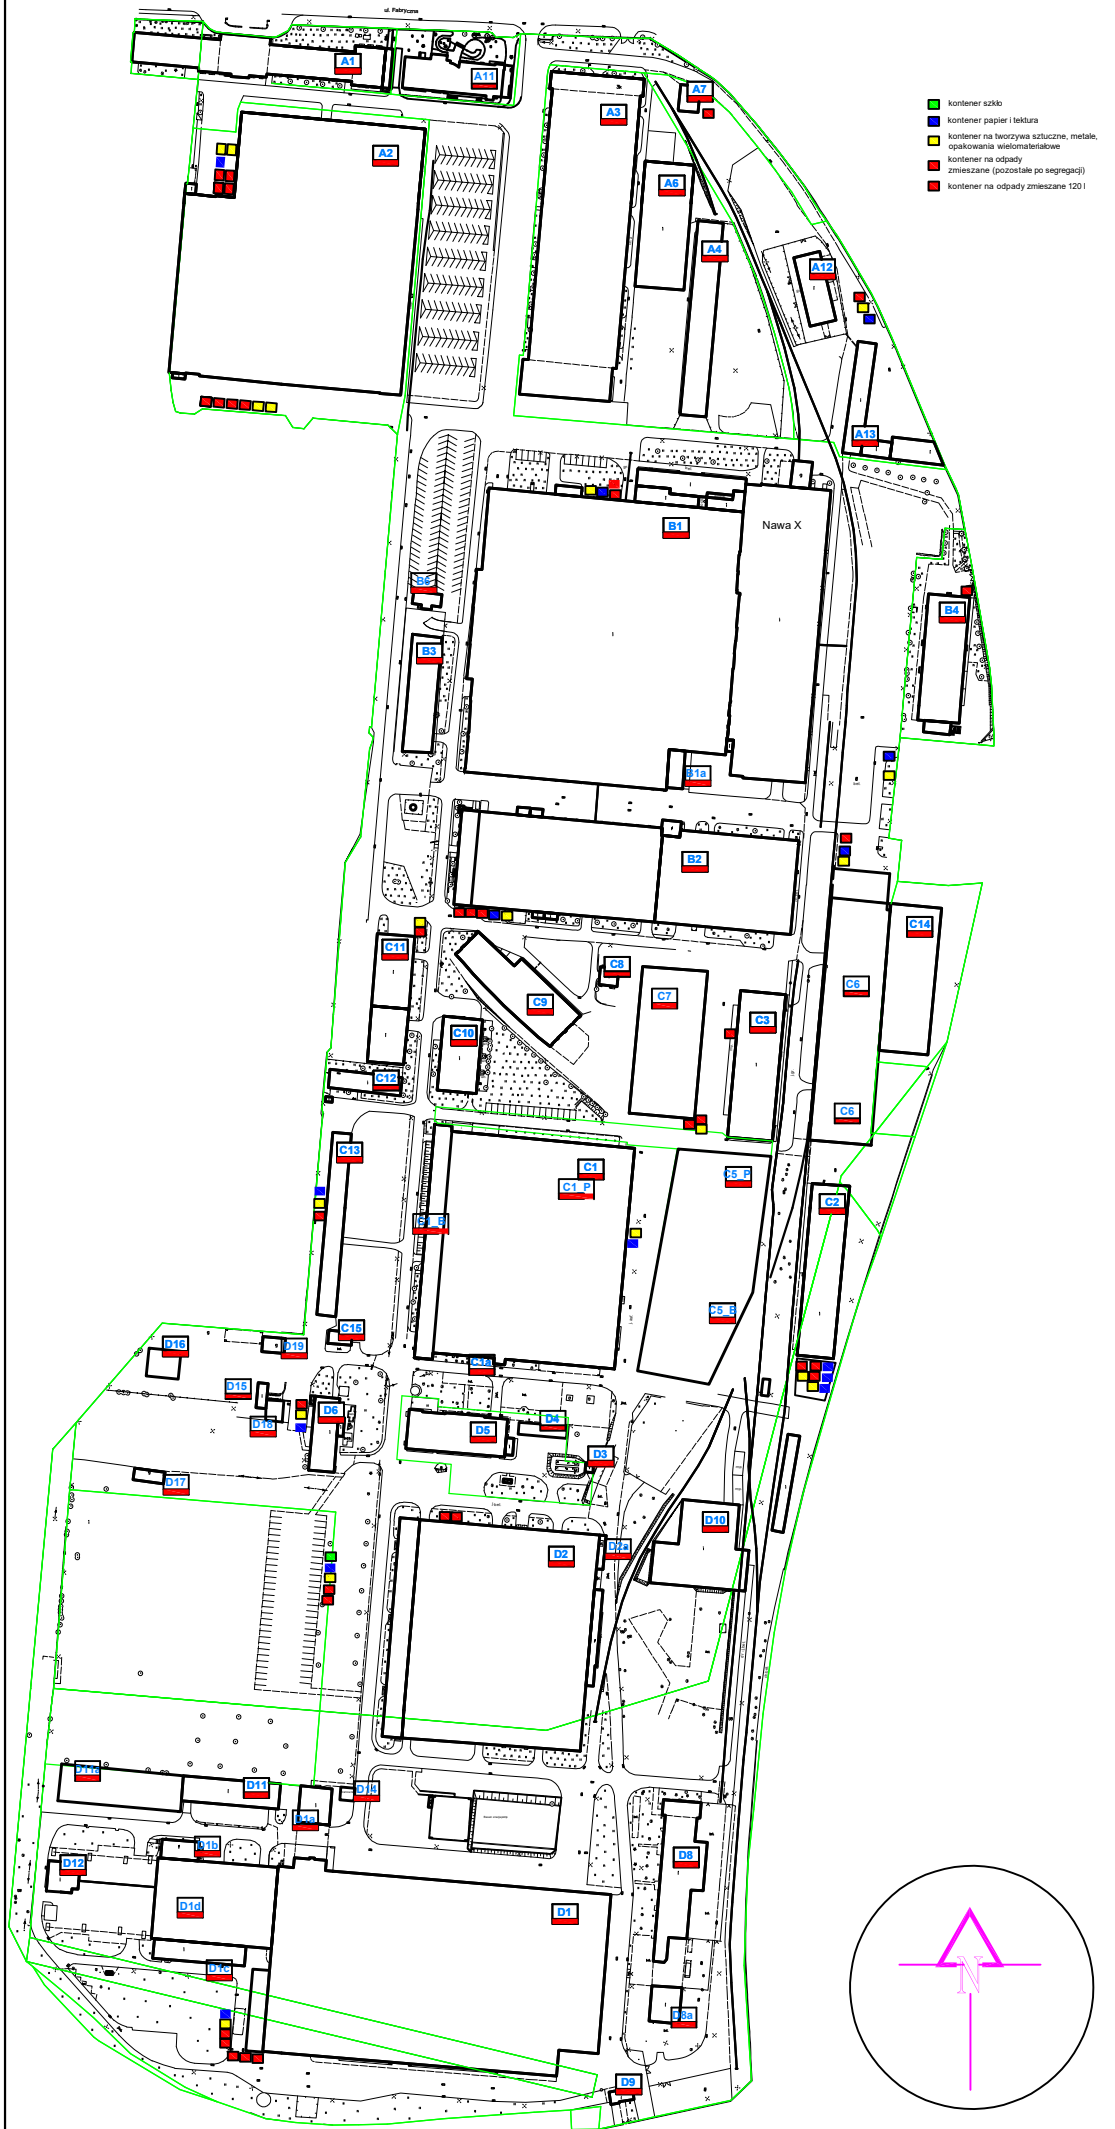 ul. Fabryczna
A1
A11
A7
A3
A2
kontener szkło
kontener papier i tektura
kontener na tworzywa sztuczne, metale,
opakowania wielomateriałowe
kontener na odpady
zmieszane (pozostałe po segregacji)
kontener na odpady zmieszane 120 l
A6
A4
A12
A13
B1
Nawa X
B6
B4
B3
B1a
B2
C14
C11
C8
C6
C7
C9
C3
C10
C12
C6
C13
C1
C5_P
C1_P
C2
C1_B
C5_B
C15
D16
D19
C3a
D15
D6
D4
D18
D5
D3
D17
D10
D2a
D2
D11a
D11
D14
D1a
D1b
D8
D12
D1d
D1
D1c
D8a
D9
N